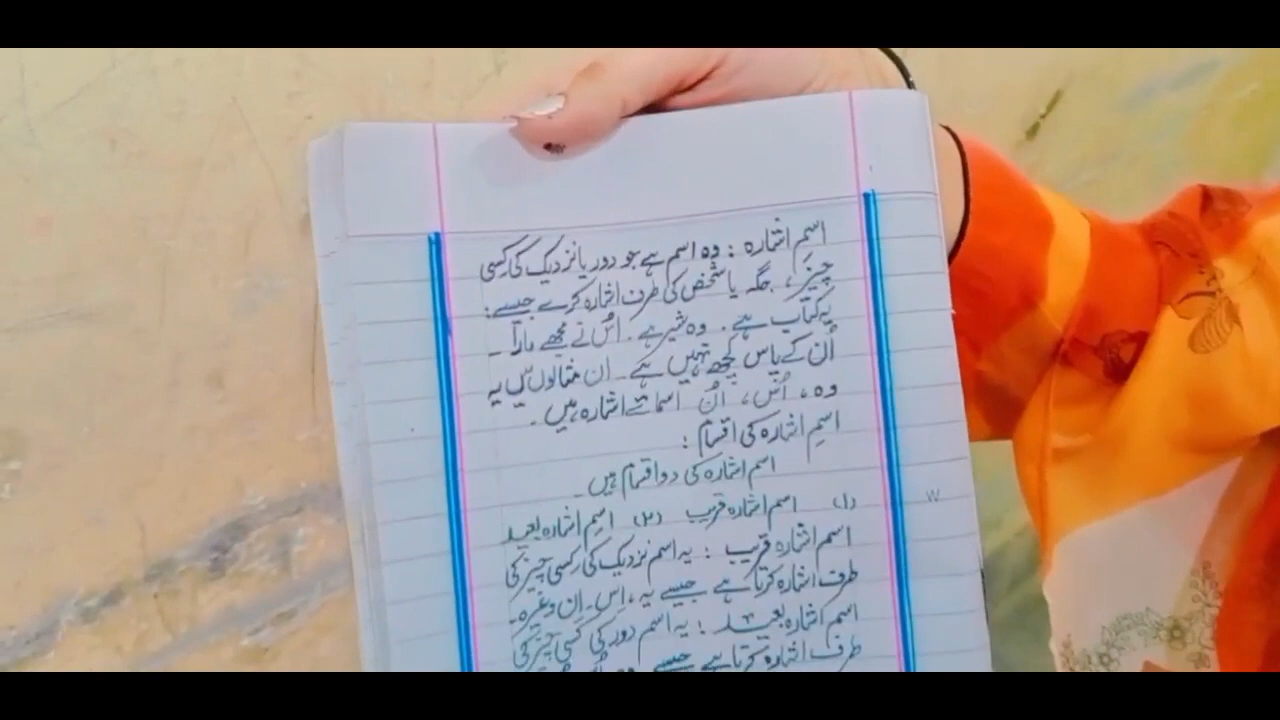 اسمِ اشارہ : وہ اسم ہے جو دور یا نزدیک کی کِسی
چیز ، جگہ یا شخص کی طرف اشارہ کرے جیسے :
یہ کتاب ہے ۔ وہ شیر ہے ۔ اُس نے مجھے مارا ۔
اُن کے پاس کچھ نہیں ہے ۔ ان مثالوں میں یہ
وہ ، اُس ، اُن اسمائے اشارہ ہیں ۔
اسمِ اشارہ کی اقسام :
اسم اشارہ کی دو اقسام ہیں ۔
(۱) اسم اشارہ قریب (۲) اسمِ اشارہ بعید
اسم اشارہ قریب : یہ اسم نزدیک کی کِسی چیز کی
طرف اشارہ کرتا ہے جیسے یہ ، اِس ۔ اِن وغیرہ ۔
اسم اشارہ بعید : یہ اسم دور کی کسی چیز کی
طرف اشارہ کرتا ہے جیسے